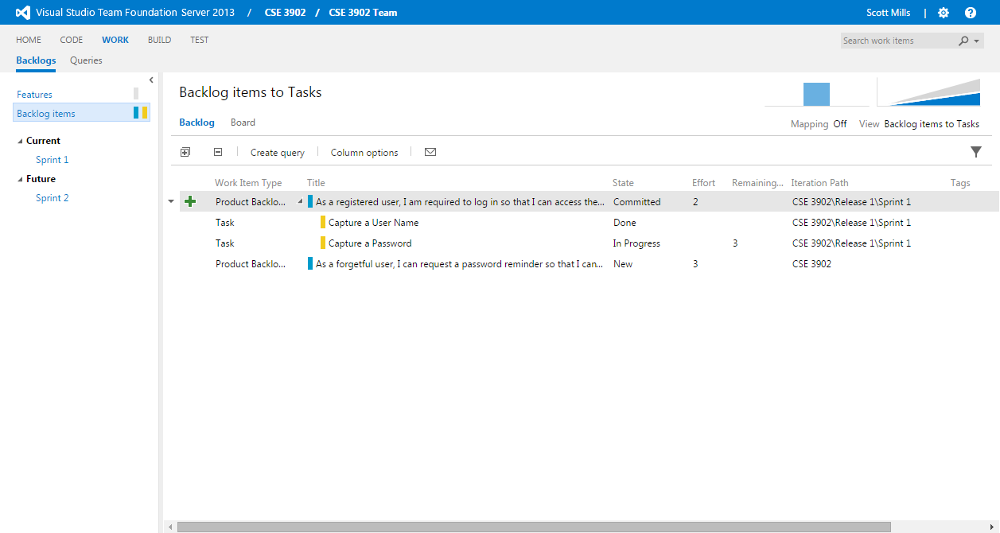 Visual Studio Team Foundation Server 2013 / CSE 3902 / CSE 3902 Team Scott Mills |
HOME CODE WORK BUILD TEST Search work items
Backlogs Queries
Features
Backlog items
Current
Sprint 1
Future
Sprint 2
Backlog items to Tasks
Backlog Board
Mapping Off View Backlog items to Tasks
Create query Column options
Work Item Type Title State Effort Remaining... Iteration Path Tags
Product Backlo... As a registered user, I am required to log in so that I can access the... Committed 2 CSE 3902\Release 1\Sprint 1
Task Capture a User Name Done CSE 3902\Release 1\Sprint 1
Task Capture a Password In Progress 3 CSE 3902\Release 1\Sprint 1
Product Backlo... As a forgetful user, I can request a password reminder so that I can... New 3 CSE 3902